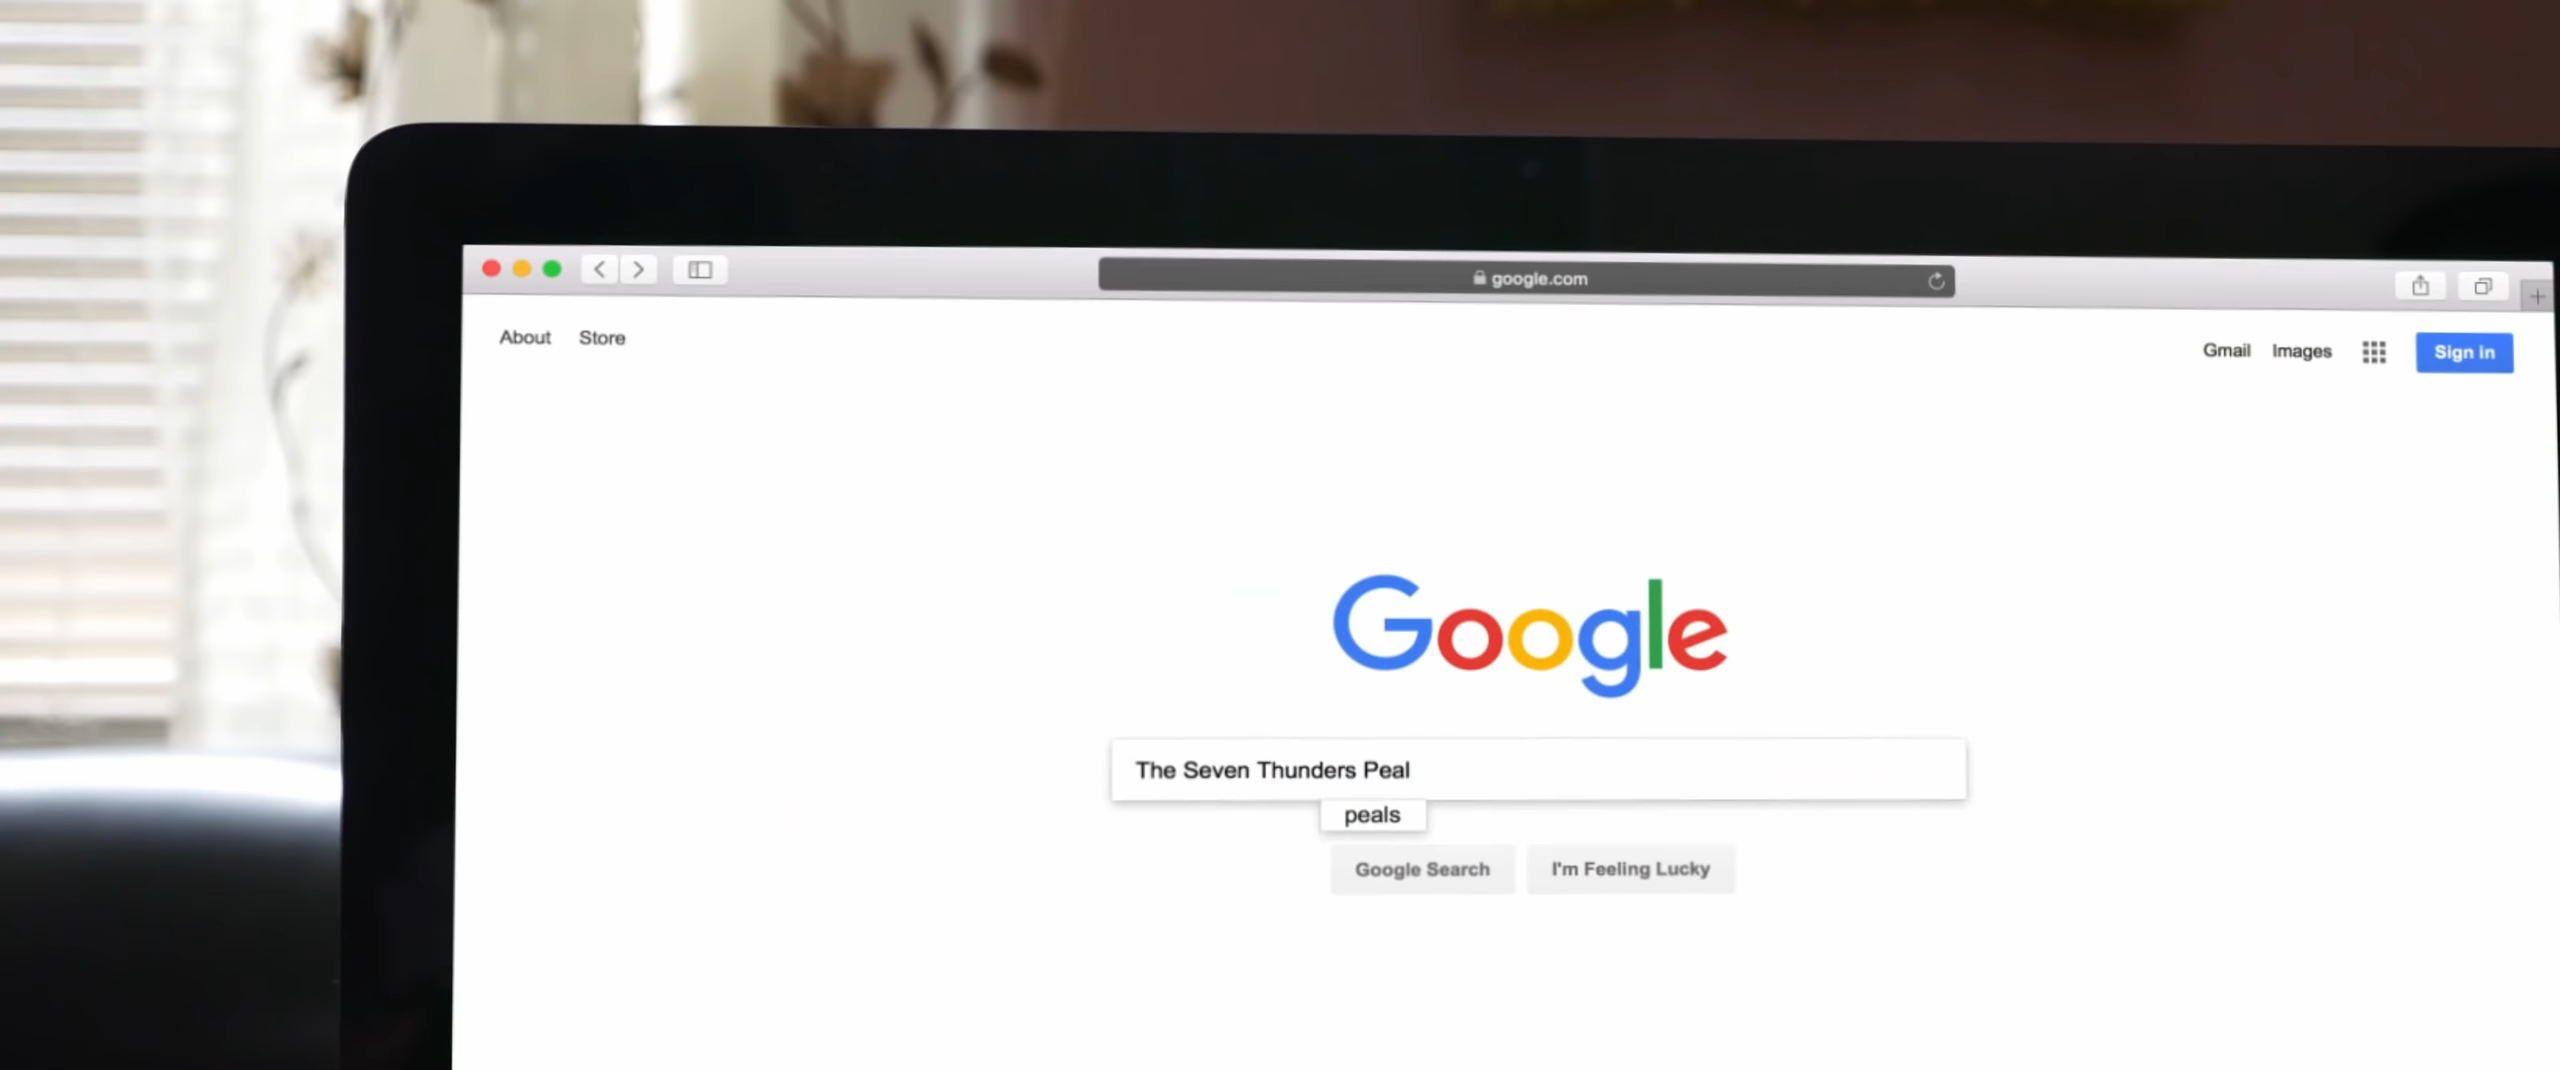 google.com
About Store
Gmail Images Sign in
Google
The Seven Thunders Peal
peals
Google Search I'm Feeling Lucky